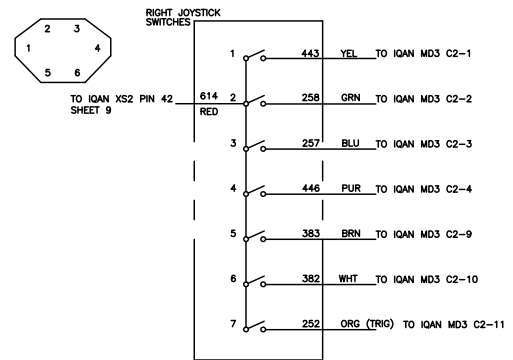 RIGHT JOYSTICK
SWITCHES
2 3
1 4
5 6
1 443 YEL TO IQAN MD3 C2-1
TO IQAN XS2 PIN 42 614 2 258 GRN TO IQAN MD3 C2-2
SHEET 9 RED
3 257 BLU TO IQAN MD3 C2-3
4 446 PUR TO IQAN MD3 C2-4
5 383 BRN TO IQAN MD3 C2-9
6 382 WHT TO IQAN MD3 C2-10
7 252 ORG (TRIG) TO IQAN MD3 C2-11